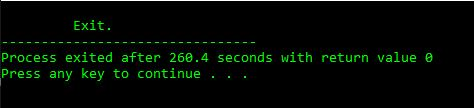 Exit.
--------------------------------
Process exited after 260.4 seconds with return value 0
Press any key to continue . . .